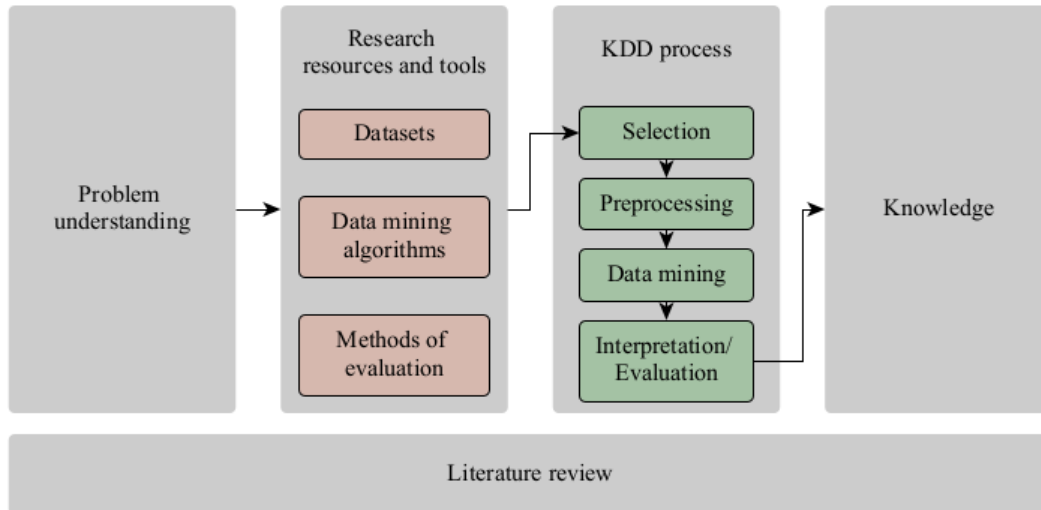 Problem
understanding
Research
resources and tools
Datasets
Data mining
algorithms
Methods of
evaluation
KDD process
Selection
Preprocessing
Data mining
Interpretation/
Evaluation
Knowledge
Literature review